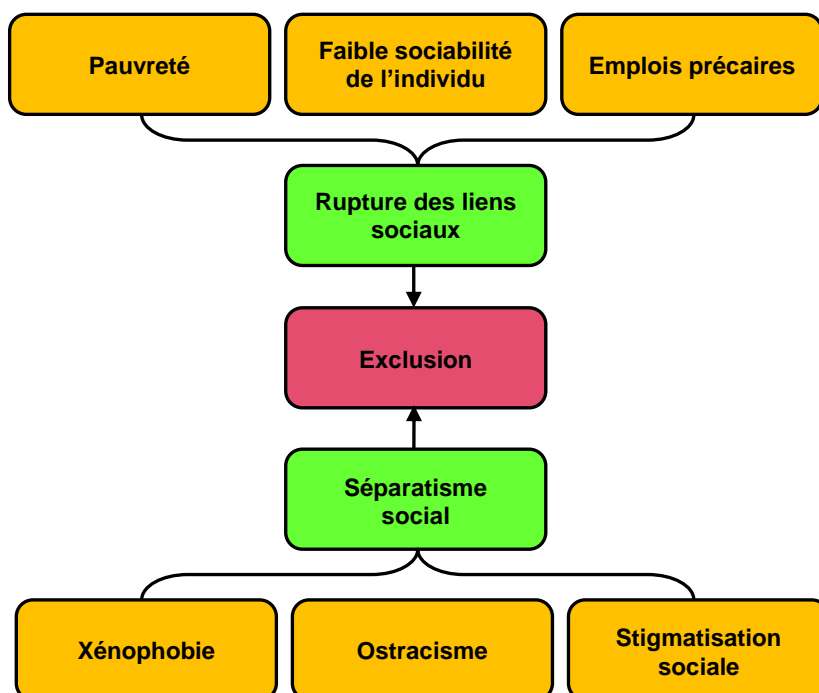 Pauvreté
Faible sociabilité
de l’individu
Emplois précaires
Rupture des liens
sociaux
Exclusion
Séparatisme
social
Xénophobie
Ostracisme
Stigmatisation
sociale